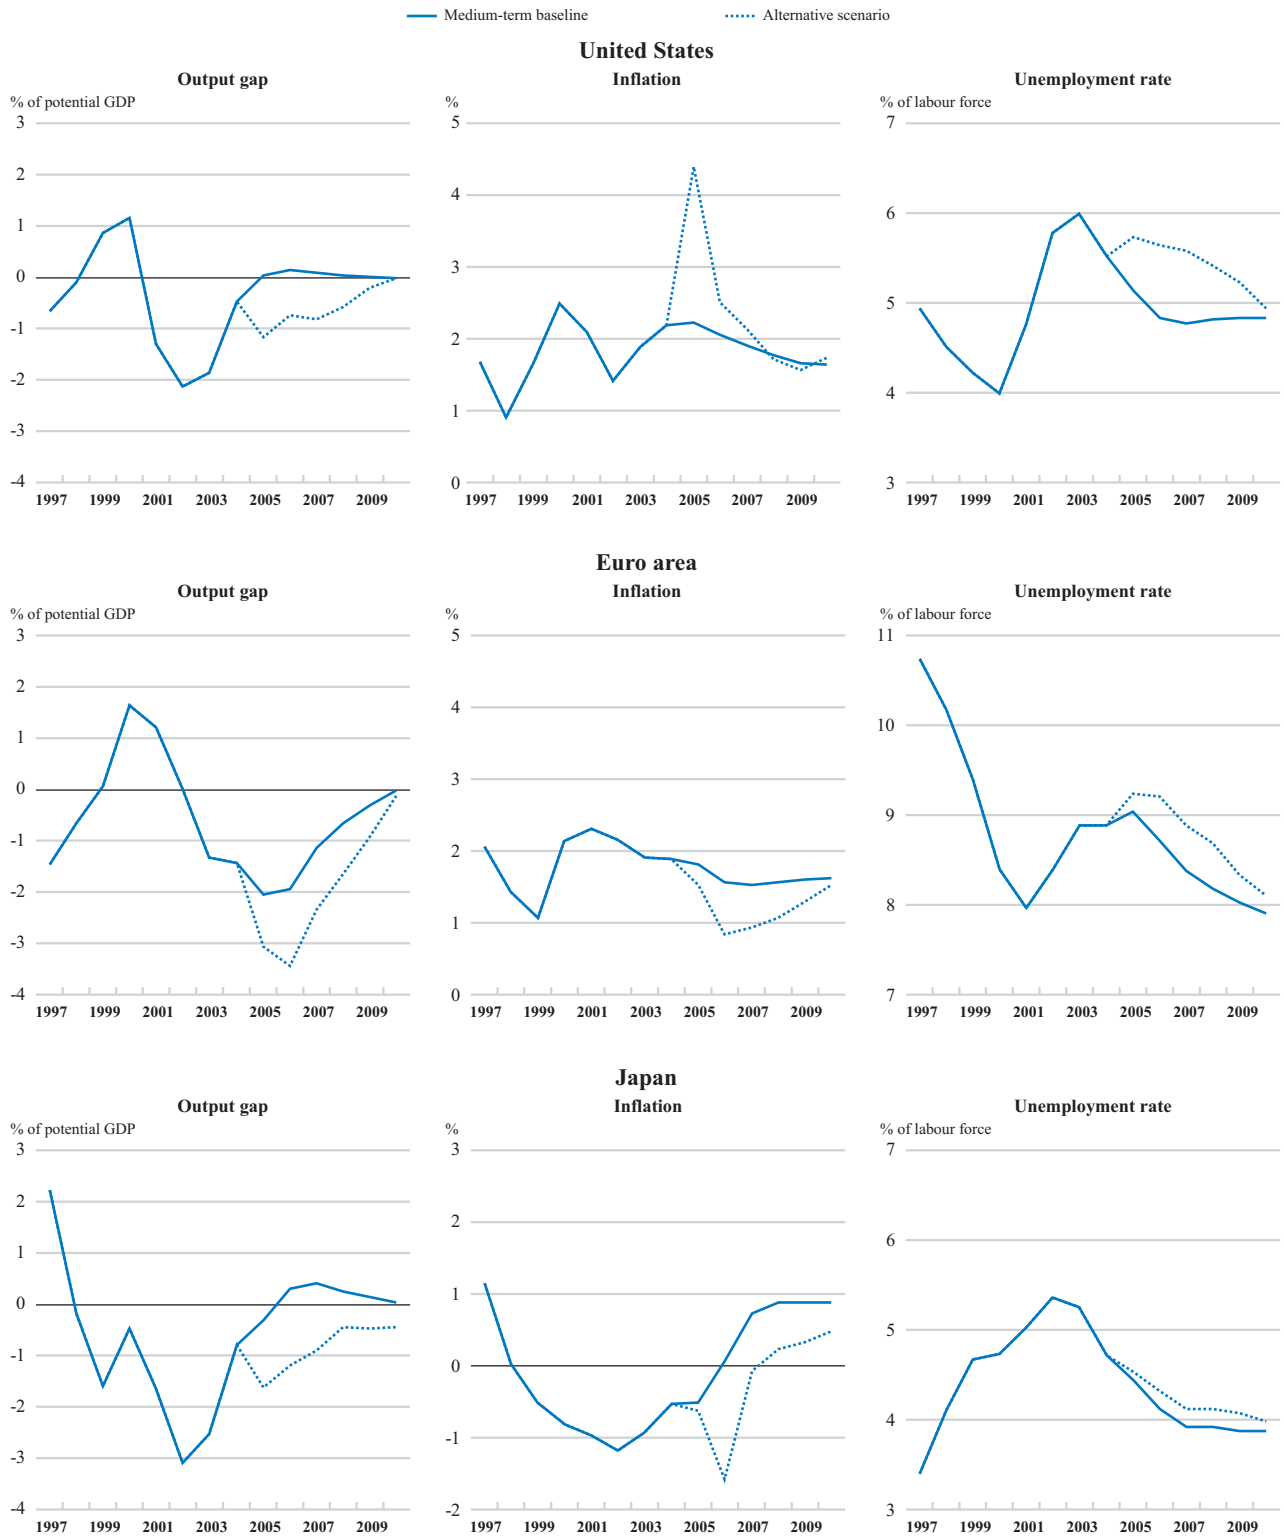 Medium-term baseline Alternative scenario
United States
Output gap Inflation Unemployment rate
% of potential GDP % % of labour force
3 5 7
2
1 4 6
0 3
-1 2 5
-2 1 4
-3
-4 0 3
1997 1999 2001 2003 2005 2007 2009 1997 1999 2001 2003 2005 2007 2009 1997 1999 2001 2003 2005 2007 2009
Euro area
Output gap Inflation Unemployment rate
% of potential GDP % % of labour force
3 5 11
2
1 4 10
0 3
-1 2 9
-2 1 8
-3
-4 0 7
1997 1999 2001 2003 2005 2007 2009 1997 1999 2001 2003 2005 2007 2009 1997 1999 2001 2003 2005 2007 2009
Japan
Output gap Inflation Unemployment rate
% of potential GDP % % of labour force
3 3 7
2
1 2 6
0 1
-1 0 5
-2 -1 4
-3
-4 -2 3
1997 1999 2001 2003 2005 2007 2009 1997 1999 2001 2003 2005 2007 2009 1997 1999 2001 2003 2005 2007 2009